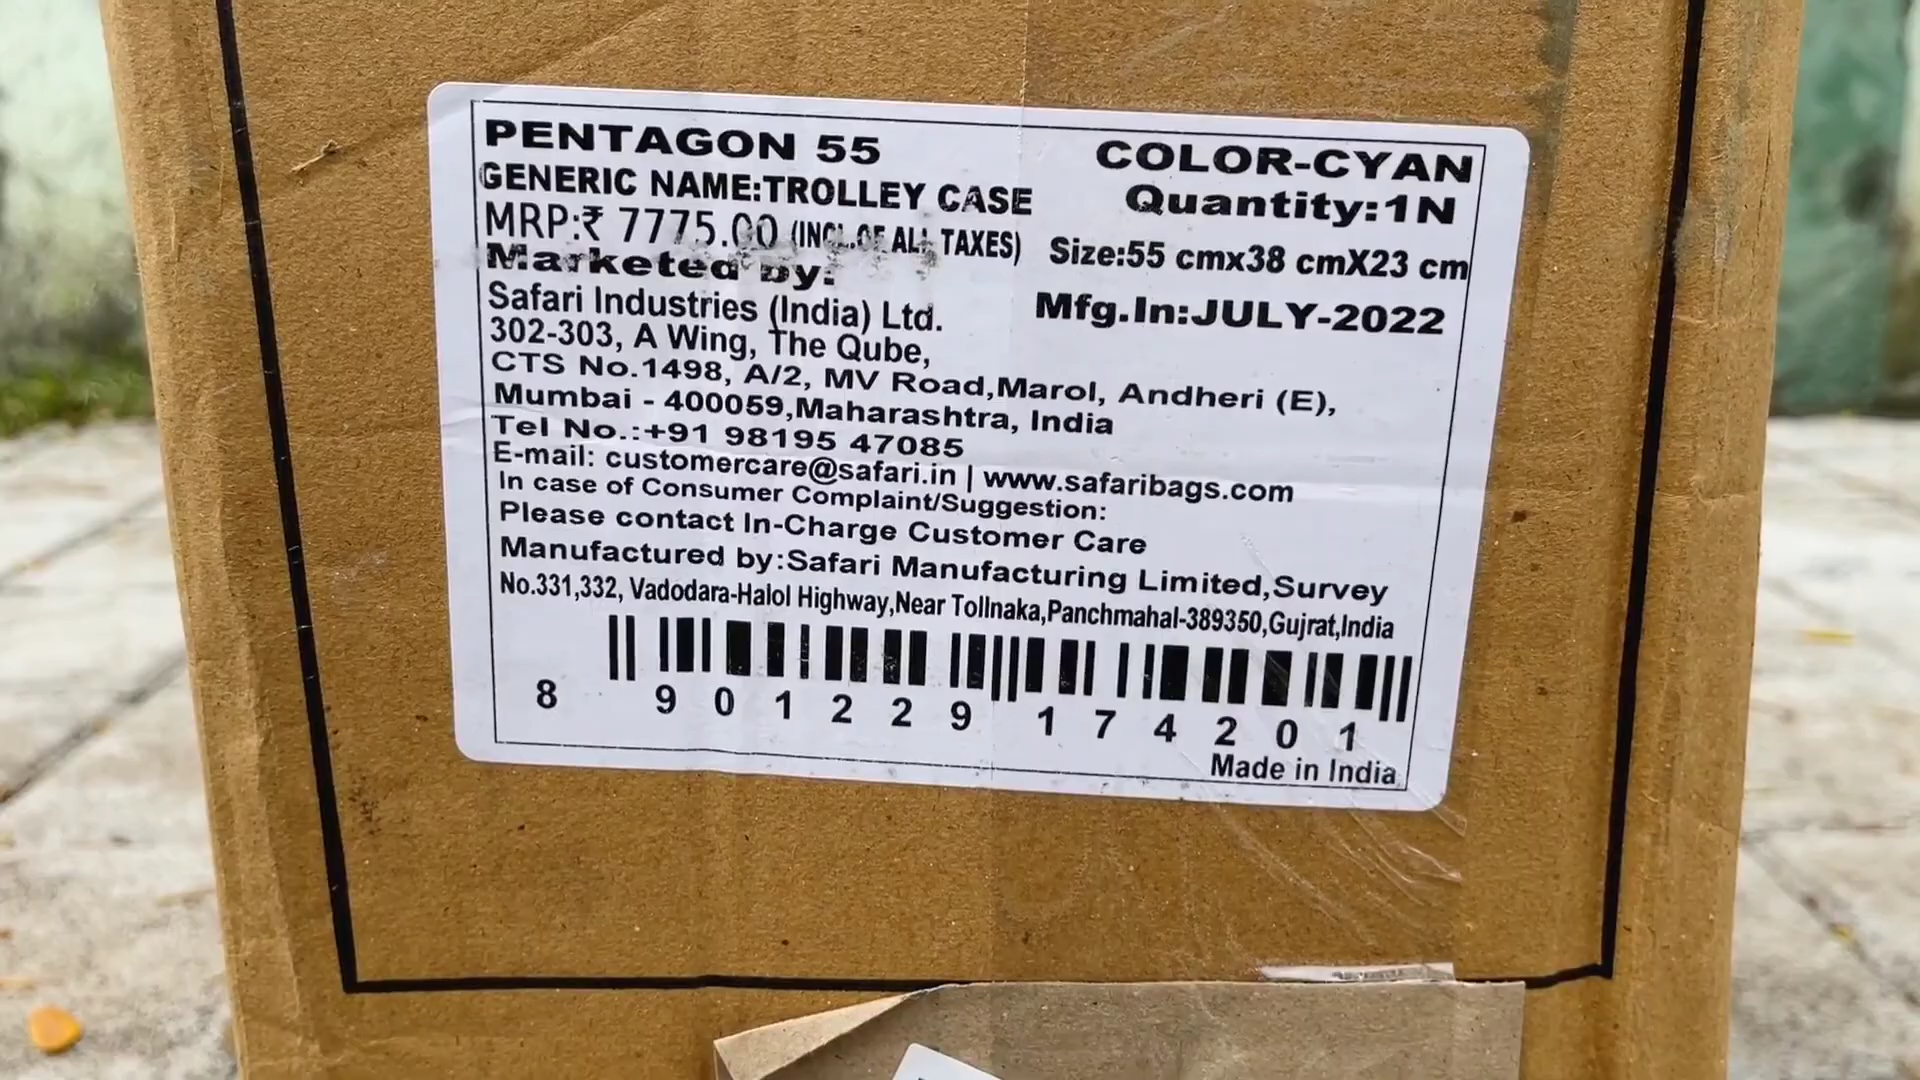 PENTAGON 55
COLOR-CYAN
GENERIC NAME:TROLLEY CASE
Quantity:1N
MRP:₹ 7775.00 (INCL.OF ALL TAXES)
Size:55 cmx38 cmX23 cm
Marketed by:
Mfg.In:JULY-2022
Safari Industries (India) Ltd.
302-303, A Wing, The Qube,
CTS No.1498, A/2, MV Road,Marol, Andheri (E),
Mumbai - 400059,Maharashtra, India
Tel No.:+91 98195 47085
E-mail: customercare@safari.in | www.safaribags.com
In case of Consumer Complaint/Suggestion:
Please contact In-Charge Customer Care
Manufactured by:Safari Manufacturing Limited,Survey
No.331,332, Vadodara-Halol Highway,Near Tollnaka,Panchmahal-389350,Gujrat,India
8 901229 174201
Made in India